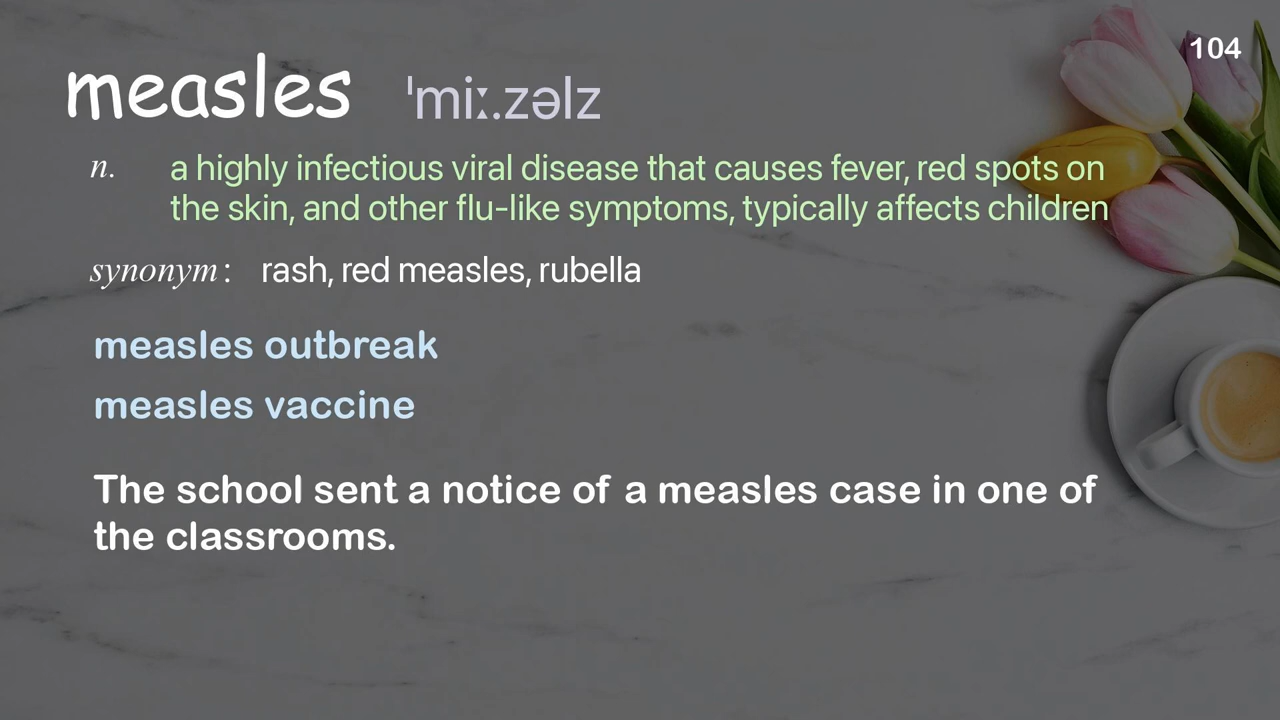 104
measles ˈmiː.zəlz
n. a highly infectious viral disease that causes fever, red spots on
the skin, and other flu-like symptoms, typically affects children
synonym: rash, red measles, rubella
measles outbreak
measles vaccine
The school sent a notice of a measles case in one of
the classrooms.